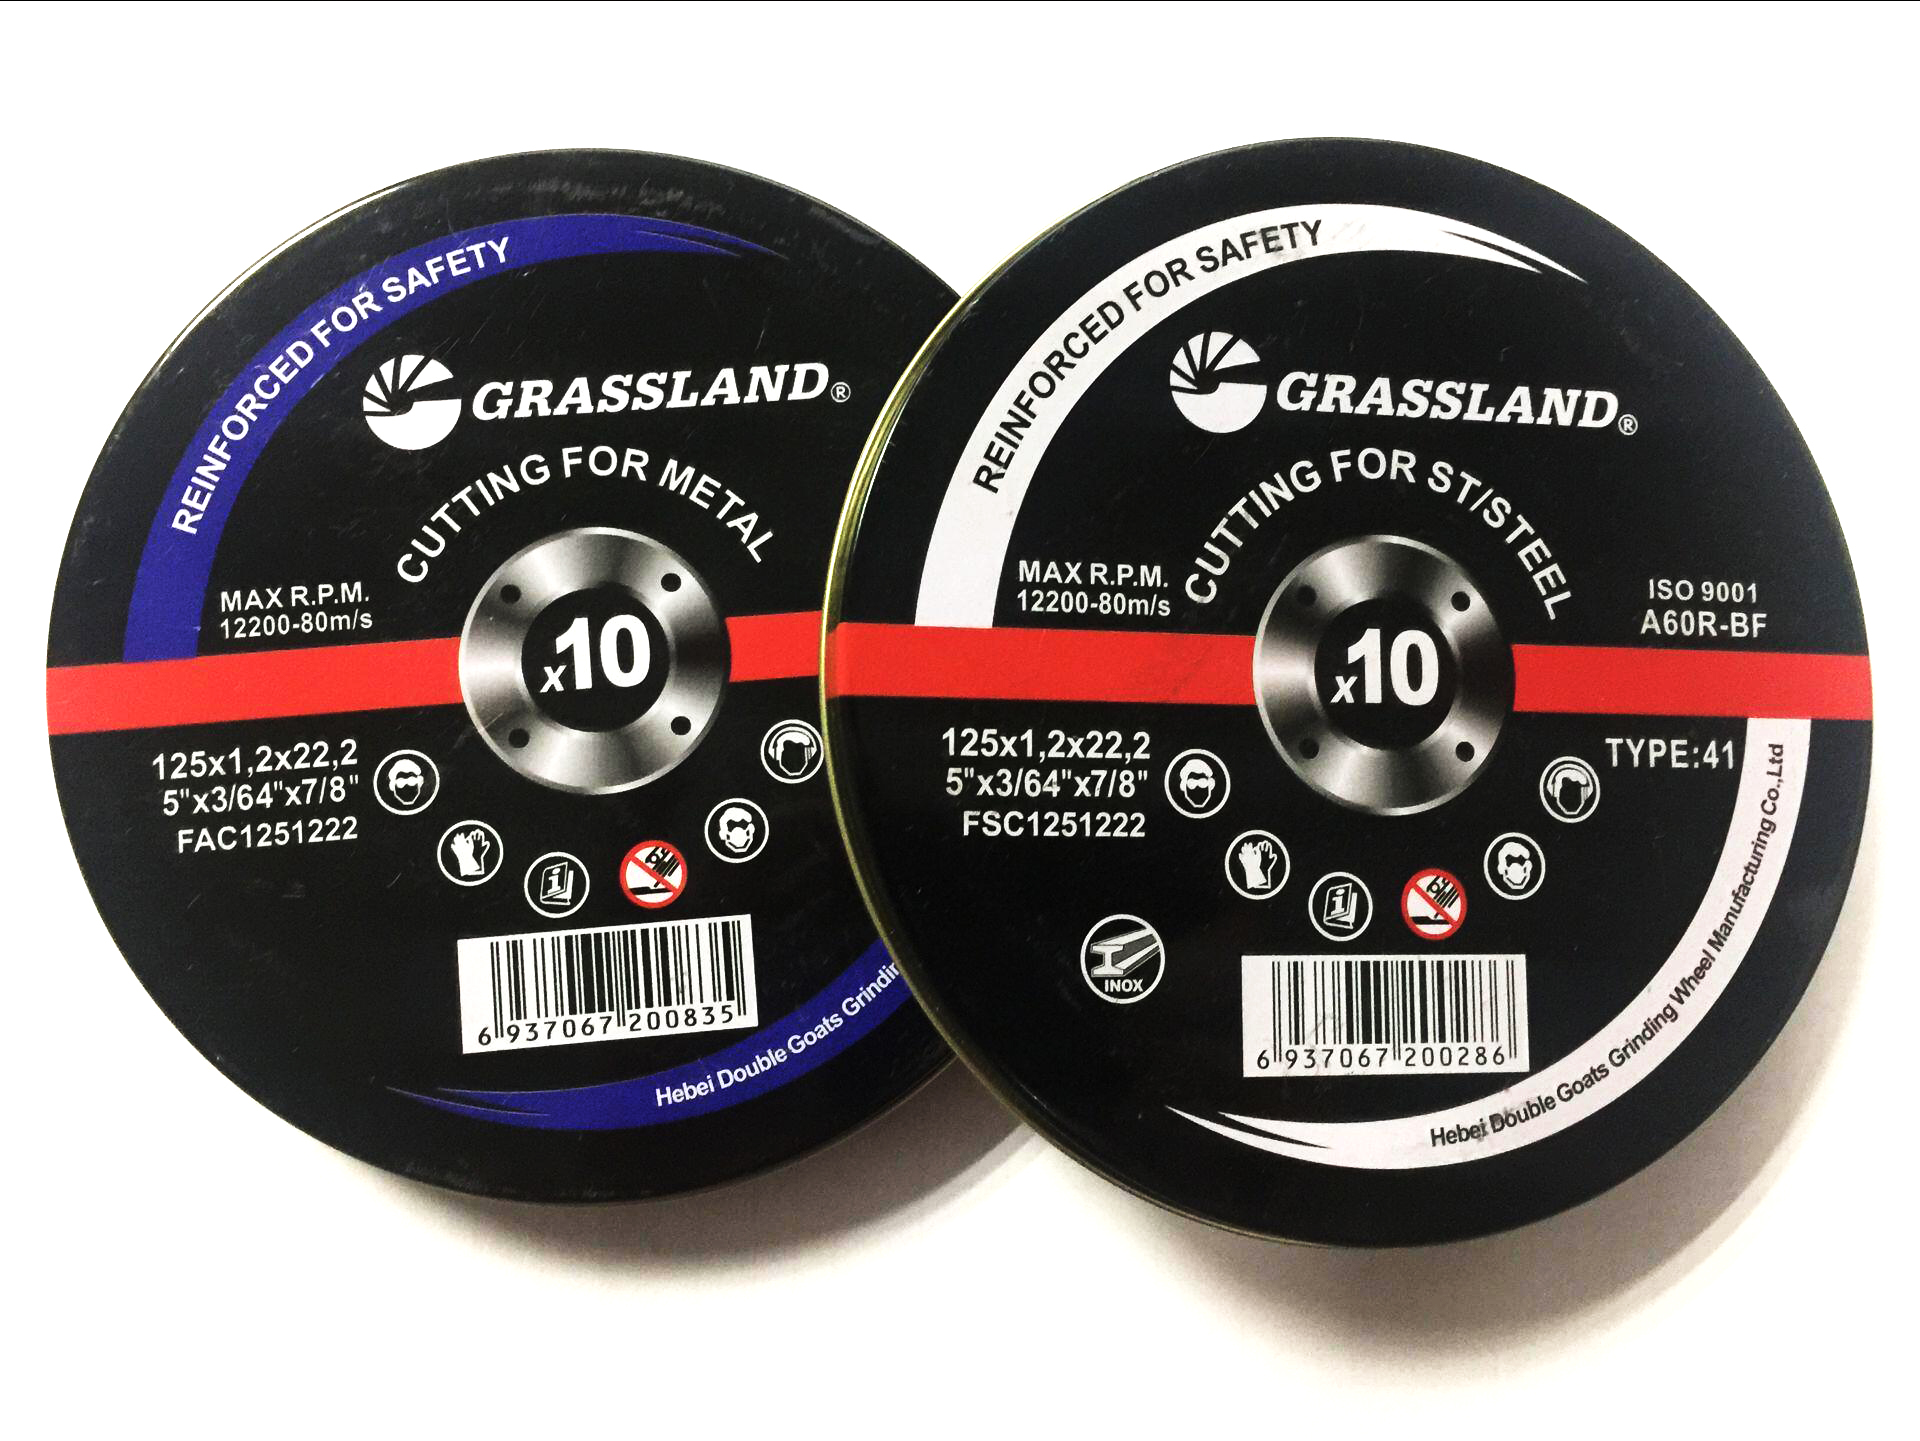 REINFORCED FOR SAFETY
GRASSLAND®
CUTTING FOR METAL
MAX R.P.M.
12200-80m/s
x10
125x1,2x22,2
5"x3/64"x7/8"
FAC1251222
6 937067 200835
Hebei Double Goats
REINFORCED FOR SAFETY
GRASSLAND®
CUTTING FOR ST/STEEL
MAX R.P.M.
12200-80m/s
ISO 9001
A60R-BF
x10
125x1,2x22,2
5"x3/64"x7/8"
FSC1251222
TYPE:41
INOX
6 937067 200286
Hebei Double Goats Grinding Wheel Manufacturing Co.,Ltd